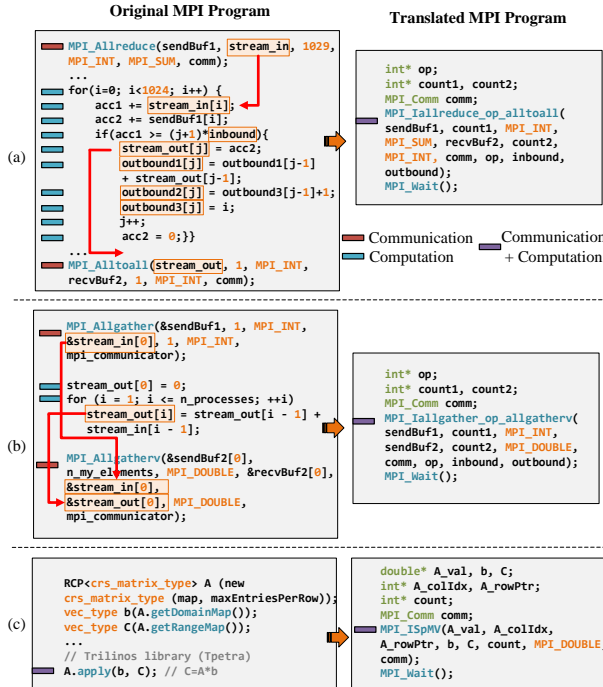 Original MPI Program
Translated MPI Program
MPI_Allreduce(sendBuf1, stream_in, 1029,
MPI_INT, MPI_SUM, comm);
...
for(i=0; i<1024; i++) {
acc1 += stream_in[i];
acc2 += sendBuf1[i];
if(acc1 >= (j+1)*inbound){
stream_out[j] = acc2;
outbound1[j] = outbound1[j-1]
+ stream_out[j-1];
outbound2[j] = outbound3[j-1]+1;
outbound3[j] = i;
j++;
acc2 = 0;}}
...
MPI_Alltoall(stream_out, 1, MPI_INT,
recvBuf2, 1, MPI_INT, comm);
(a)
int* op;
int* count1, count2;
MPI_Comm comm;
MPI_Iallreduce_op_alltoall(
sendBuf1, count1, MPI_INT,
MPI_SUM, recvBuf2, count2,
MPI_INT, comm, op, inbound,
outbound);
MPI_Wait();
Communication
Computation
Communication
+ Computation
MPI_Allgather(&sendBuf1, 1, MPI_INT,
&stream_in[0], 1, MPI_INT,
mpi_communicator);
stream_out[0] = 0;
for (i = 1; i <= n_processes; ++i)
stream_out[i] = stream_out[i - 1] +
stream_in[i - 1];
MPI_Allgatherv(&sendBuf2[0],
n_my_elements, MPI_DOUBLE, &recvBuf2[0],
&stream_in[0],
&stream_out[0], MPI_DOUBLE,
mpi_communicator);
(b)
int* op;
int* count1, count2;
MPI_Comm comm;
MPI_Iallgather_op_allgatherv(
sendBuf1, count1, MPI_INT,
sendBuf2, count2, MPI_DOUBLE,
comm, op, inbound, outbound);
MPI_Wait();
RCP<crs_matrix_type> A (new
crs_matrix_type (map, maxEntriesPerRow));
vec_type b(A.getDomainMap());
vec_type C(A.getRangeMap());
...
// Trilinos library (Tpetra)
A.apply(b, C); // C=A*b
(c)
double* A_val, b, C;
int* A_colIdx, A_rowPtr;
int* count;
MPI_Comm comm;
MPI_ISpMV(A_val, A_colIdx,
A_rowPtr, b, C, count, MPI_DOUBLE,
comm);
MPI_Wait();